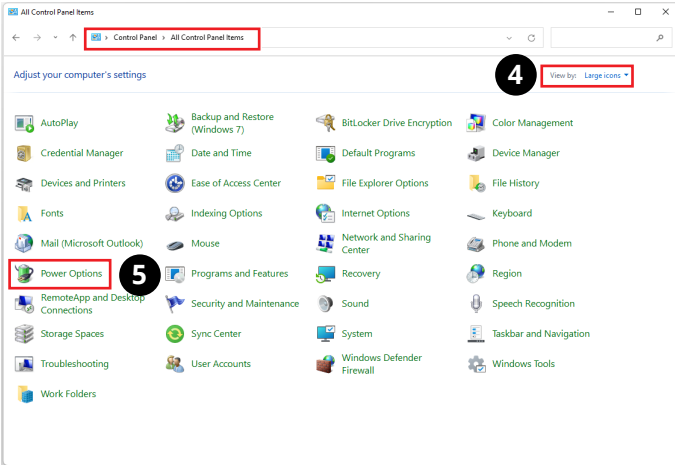 All Control Panel Items
Control Panel > All Control Panel Items
4
Adjust your computer's settings
View by: Large icons
AutoPlay
Backup and Restore
(Windows 7)
BitLocker Drive Encryption
Color Management
Credential Manager
Date and Time
Default Programs
Device Manager
Devices and Printers
Ease of Access Center
File Explorer Options
File History
Fonts
Indexing Options
Internet Options
Keyboard
Mail (Microsoft Outlook)
Mouse
Network and Sharing
Center
Phone and Modem
Power Options
5
Programs and Features
Recovery
Region
RemoteApp and Desktop
Connections
Security and Maintenance
Sound
Speech Recognition
Storage Spaces
Sync Center
System
Taskbar and Navigation
Troubleshooting
User Accounts
Windows Defender
Firewall
Windows Tools
Work Folders